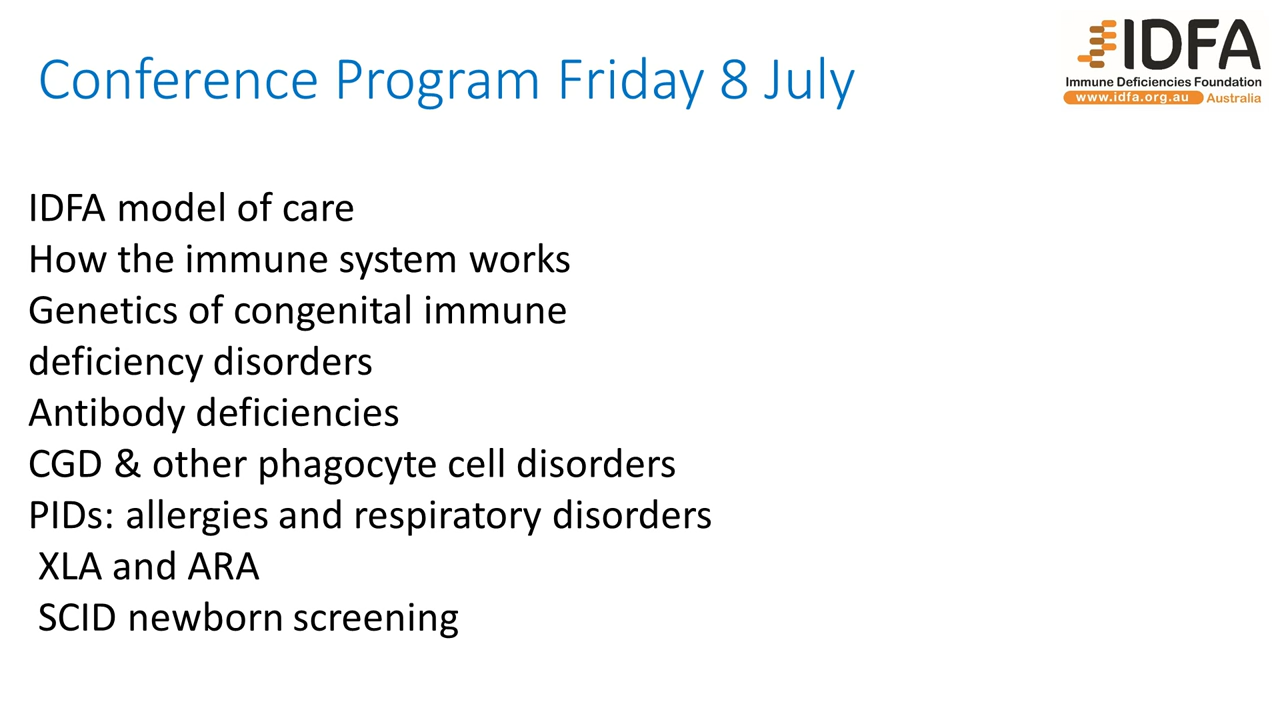 Conference Program Friday 8 July
IDFA
Immune Deficiencies Foundation
www.idfa.org.au Australia
IDFA model of care
How the immune system works
Genetics of congenital immune
deficiency disorders
Antibody deficiencies
CGD & other phagocyte cell disorders
PIDs: allergies and respiratory disorders
XLA and ARA
SCID newborn screening